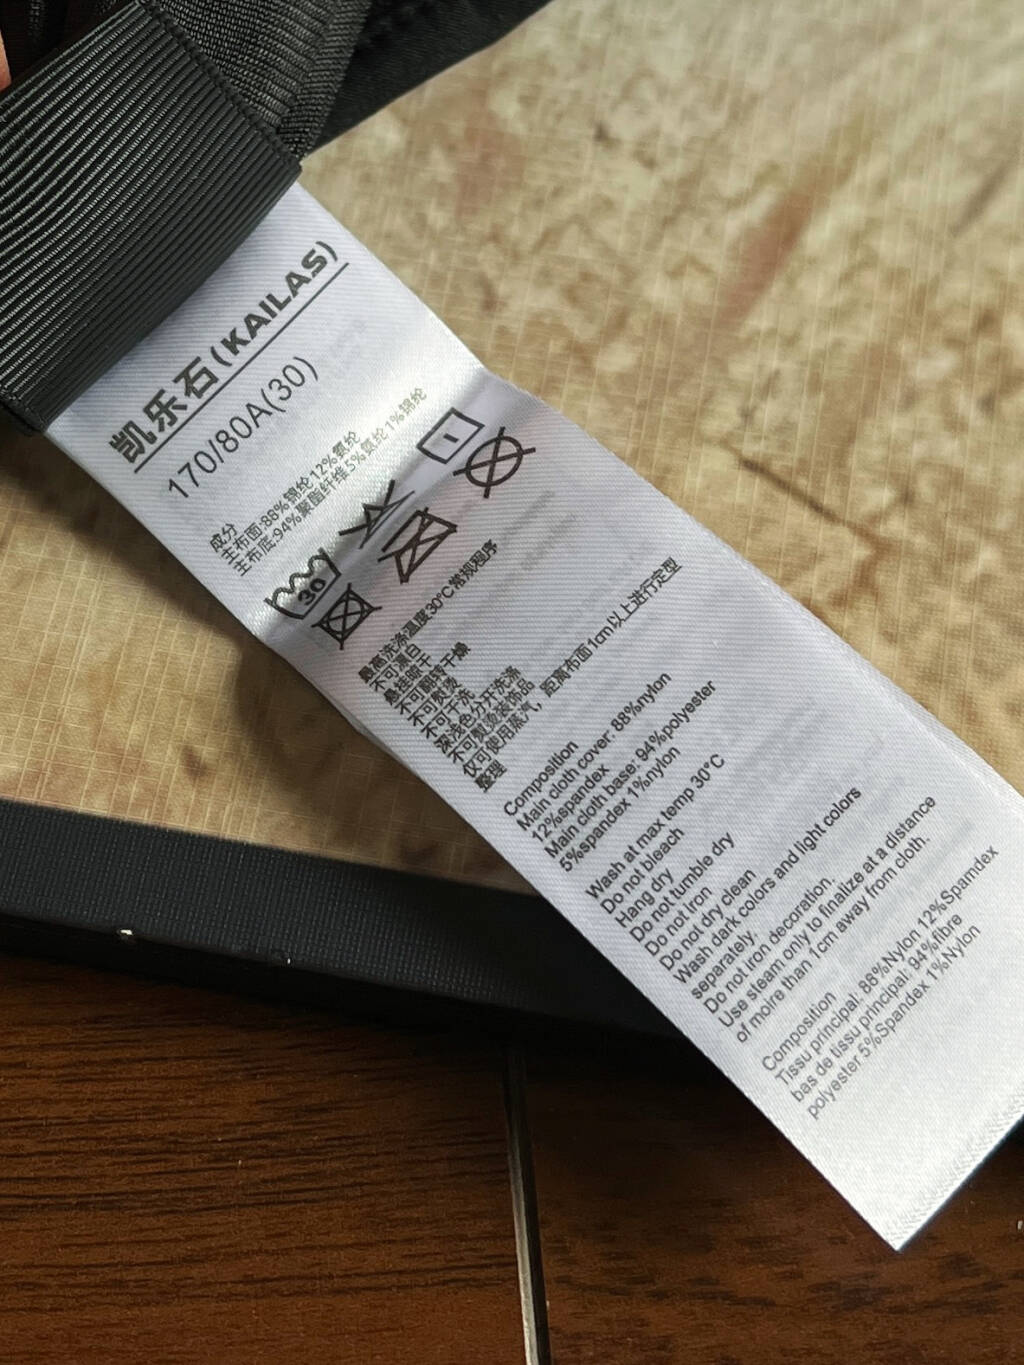 凯乐石(KAILAS)
170/80A(30)
成分
主布面:88%锦纶12%氨纶
主布底:94%聚脂纤维5%氨纶1%锦纶
30
最高洗涤温度30°C常规程序
不可漂白
悬挂晾干
不可翻转干燥
不可熨烫
不可干洗
深浅色分开洗涤
不可熨烫装饰品
仅可使用蒸汽，距离布面1cm以上进行定型
整理
Composition
Main cloth cover: 88%nylon
12%spandex
Main cloth base: 94%polyester
5%spandex 1%nylon
Wash at max temp 30°C
Do not bleach
Hang dry
Do not tumble dry
Do not iron
Do not dry clean
Wash dark colors and light colors
separately.
Do not iron decoration.
Use steam only to finalize at a distance
of moire than 1cm away from cloth.
Composition
Tissu principal: 88%Nylon 12%Spamdex
bas de tissu principali: 94%fibre
polyester 5%Spandex 1%Nylon